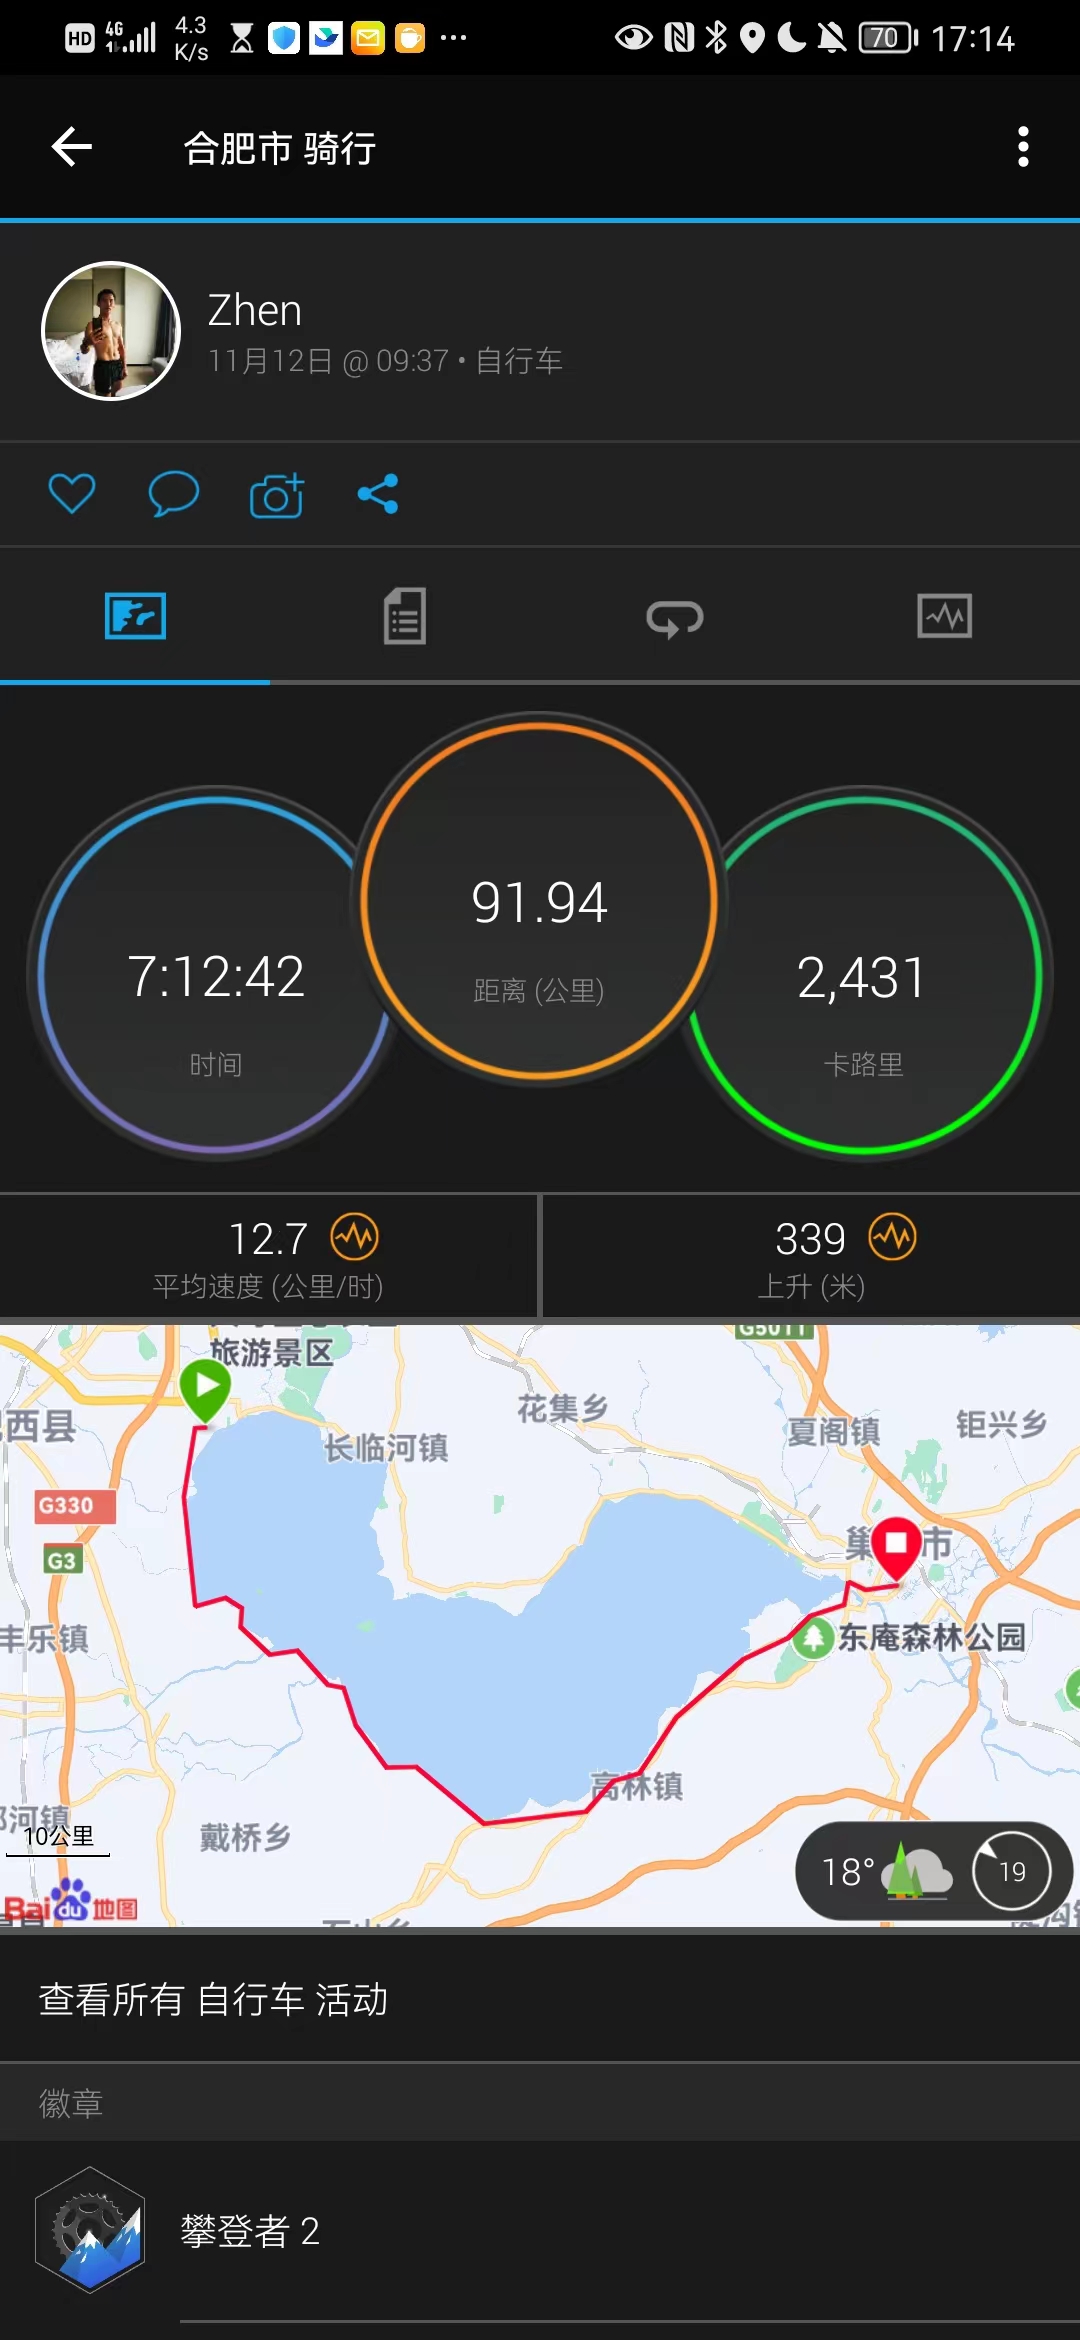 HD 4G 4.3 K/s 70 17:14
合肥市 骑行
Zhen
11月12日 @ 09:37 • 自行车
91.94
距离 (公里)
7:12:42
时间
2,431
卡路里
12.7
平均速度 (公里/时)
339
上升 (米)
G5011
旅游景区
花集乡
夏阁镇
钜兴乡
西县
长临河镇
G330
G3
巢 市
丰乐镇
东庵森林公园
高林镇
河镇
10公里
戴桥乡
18°
19
Bai du 地图
查看所有 自行车 活动
徽章
攀登者 2